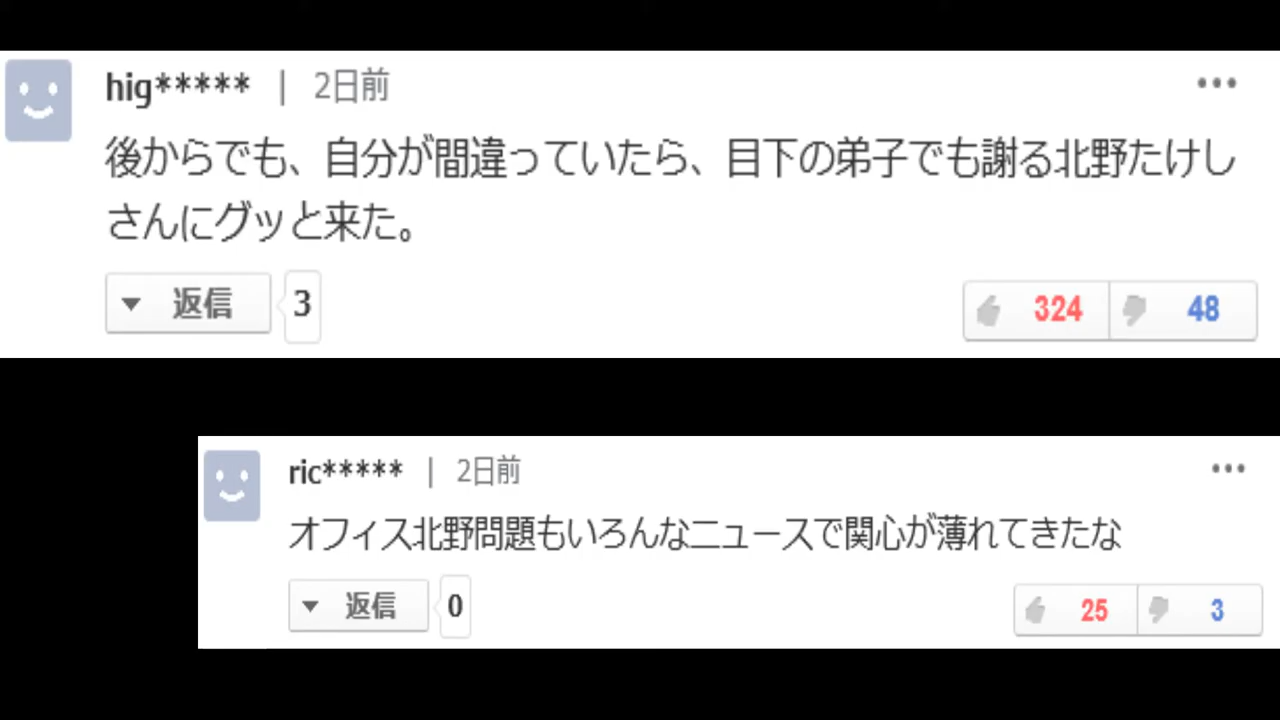 hig***** | 2日前
後からでも、自分が間違っていたら、目下の弟子でも謝る北野たけし
さんにグッと来た。
返信 3 324 48
ric***** | 2日前
オフィス北野問題もいろんなニュースで関心が薄れてきたな
返信 0 25 3